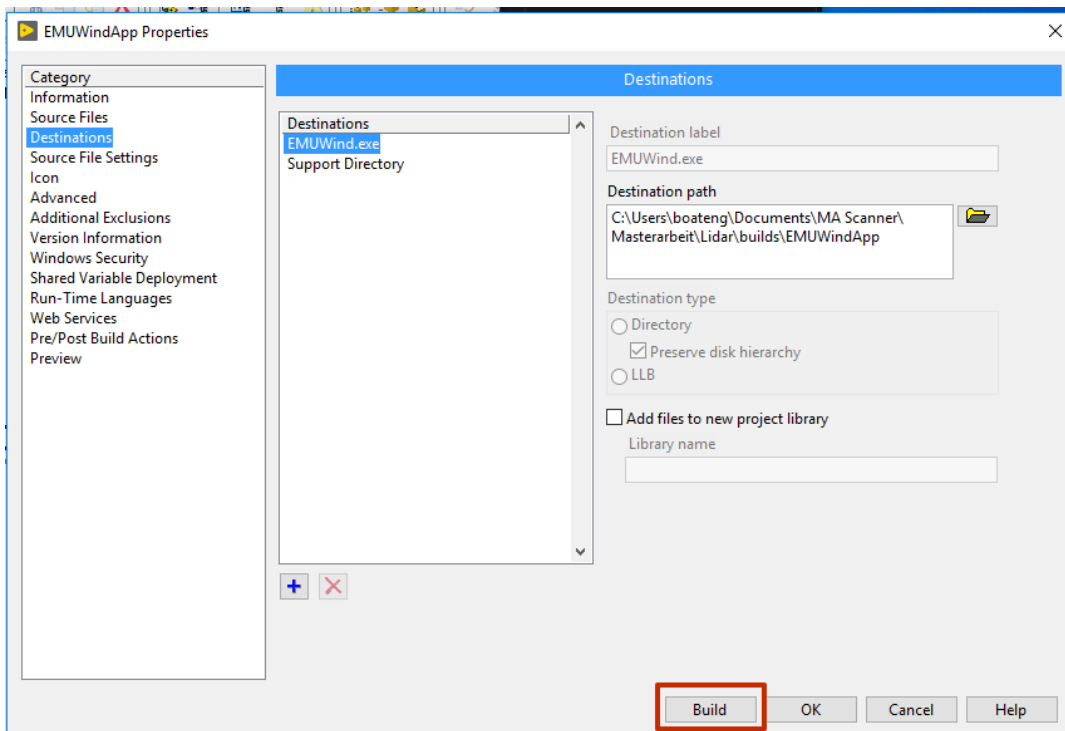 EMUWindApp Properties
Category
Information
Source Files
Destinations
Source File Settings
Icon
Advanced
Additional Exclusions
Version Information
Windows Security
Shared Variable Deployment
Run-Time Languages
Web Services
Pre/Post Build Actions
Preview
Destinations
Destinations
EMUWind.exe
Support Directory
Destination label
EMUWind.exe
Destination path
C:\Users\boateng\Documents\MA Scanner\
Masterarbeit\Lidar\builds\EMUWindApp
Destination type
Directory
Preserve disk hierarchy
LLB
Add files to new project library
Library name
Build
OK
Cancel
Help